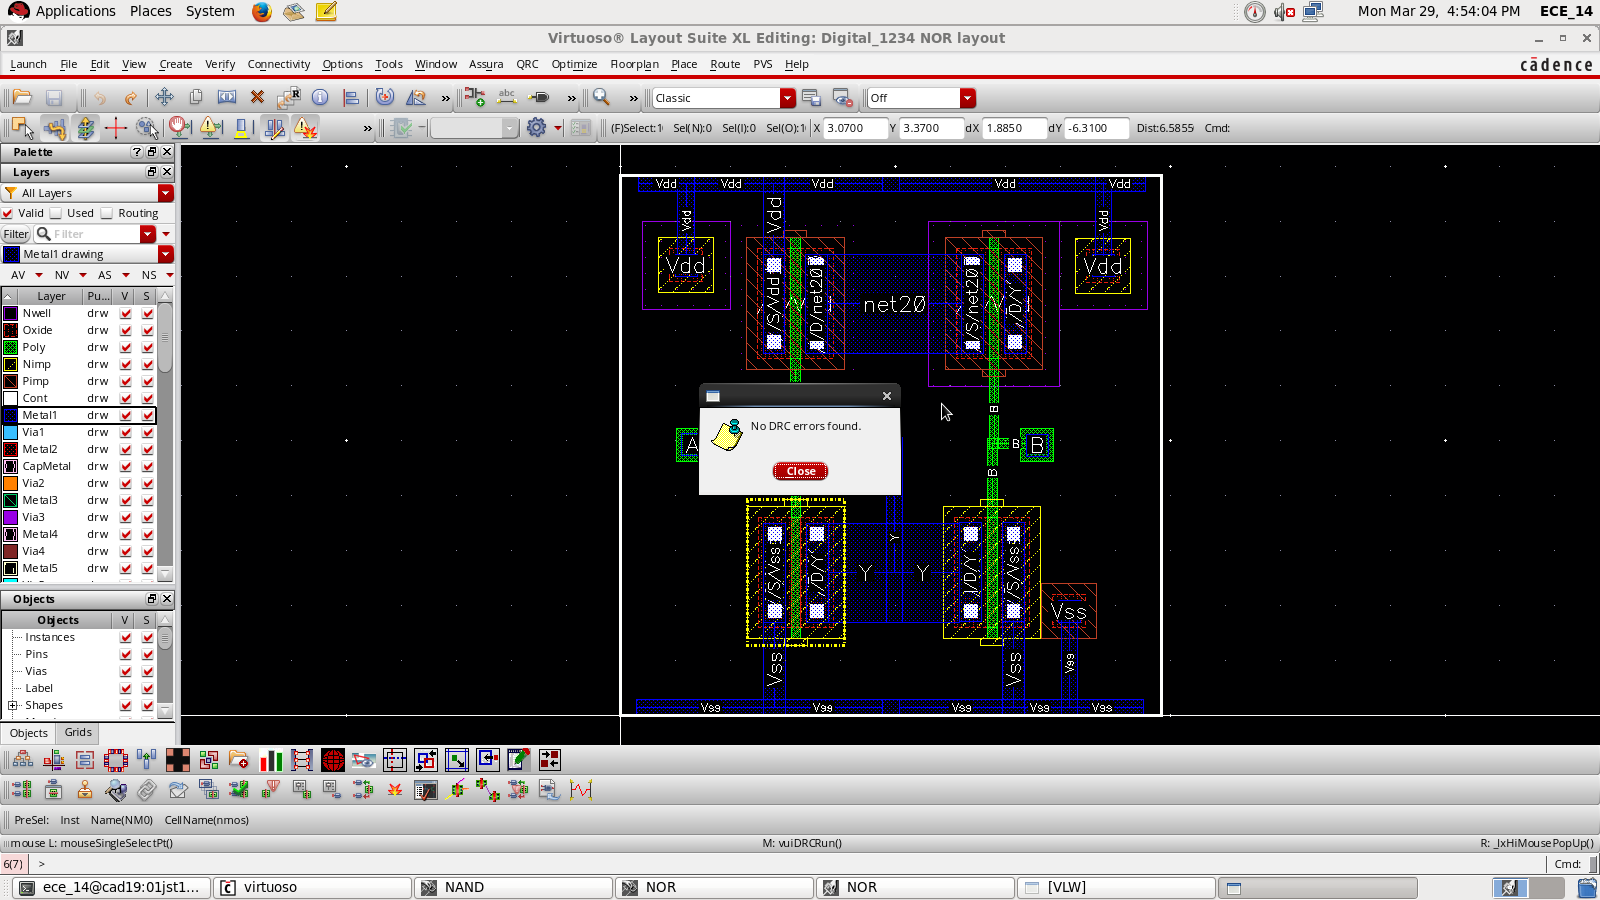 Applications Places System Mon Mar 29, 4:54:04 PM ECE_14
Virtuoso® Layout Suite XL Editing: Digital_1234 NOR layout
Launch File Edit View Create Verify Connectivity Options Tools Window Assura QRC Optimize Floorplan Place Route PVS Help cādence
» » » Classic Off
» (F)Select:1 Sel(N):0 Sel(I):0 Sel(O):1 X 3.0700 Y 3.3700 dX 1.8850 dY -6.3100 Dist:6.5855 Cmd:
Palette
Layers
All Layers
Valid Used Routing
Filter Filter
Metal1 drawing
AV NV AS NS
Layer Pu... V S
Nwell drw
Oxide drw
Poly drw
Nimp drw
Pimp drw
Cont drw
Metal1 drw
Via1 drw
Metal2 drw
CapMetal drw
Via2 drw
Metal3 drw
Via3 drw
Metal4 drw
Via4 drw
Metal5 drw
Objects
Objects V S
Instances
Pins
Vias
Label
Shapes
Objects Grids
Vdd Vdd Vdd Vdd Vdd
Vdd Vdd Vdd
Vdd Vdd
/S/Vdd /D/net20 net20 /S/net20 /D/Y
B
A B B
B
No DRC errors found.
Close
/S/Vss /D/Y Y Y Y /D/Y /S/Vss
Vss
Vss Vss Vss
Vss Vss Vss Vss Vss
PreSel: Inst Name(NM0) CellName(nmos)
mouse L: mouseSingleSelectPt() M: vuiDRCRun() R: _lxHiMousePopUp()
6(7) > Cmd:
ece_14@cad19:01jst1... virtuoso NAND NOR NOR [VLW]